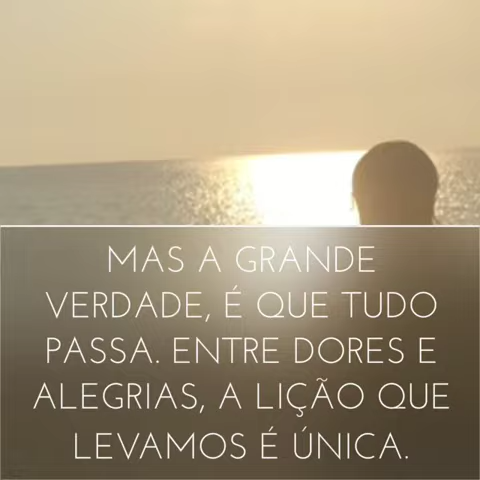 MAS A GRANDE
VERDADE, É QUE TUDO
PASSA. ENTRE DORES E
ALEGRIAS, A LIÇÃO QUE
LEVAMOS É ÚNICA.